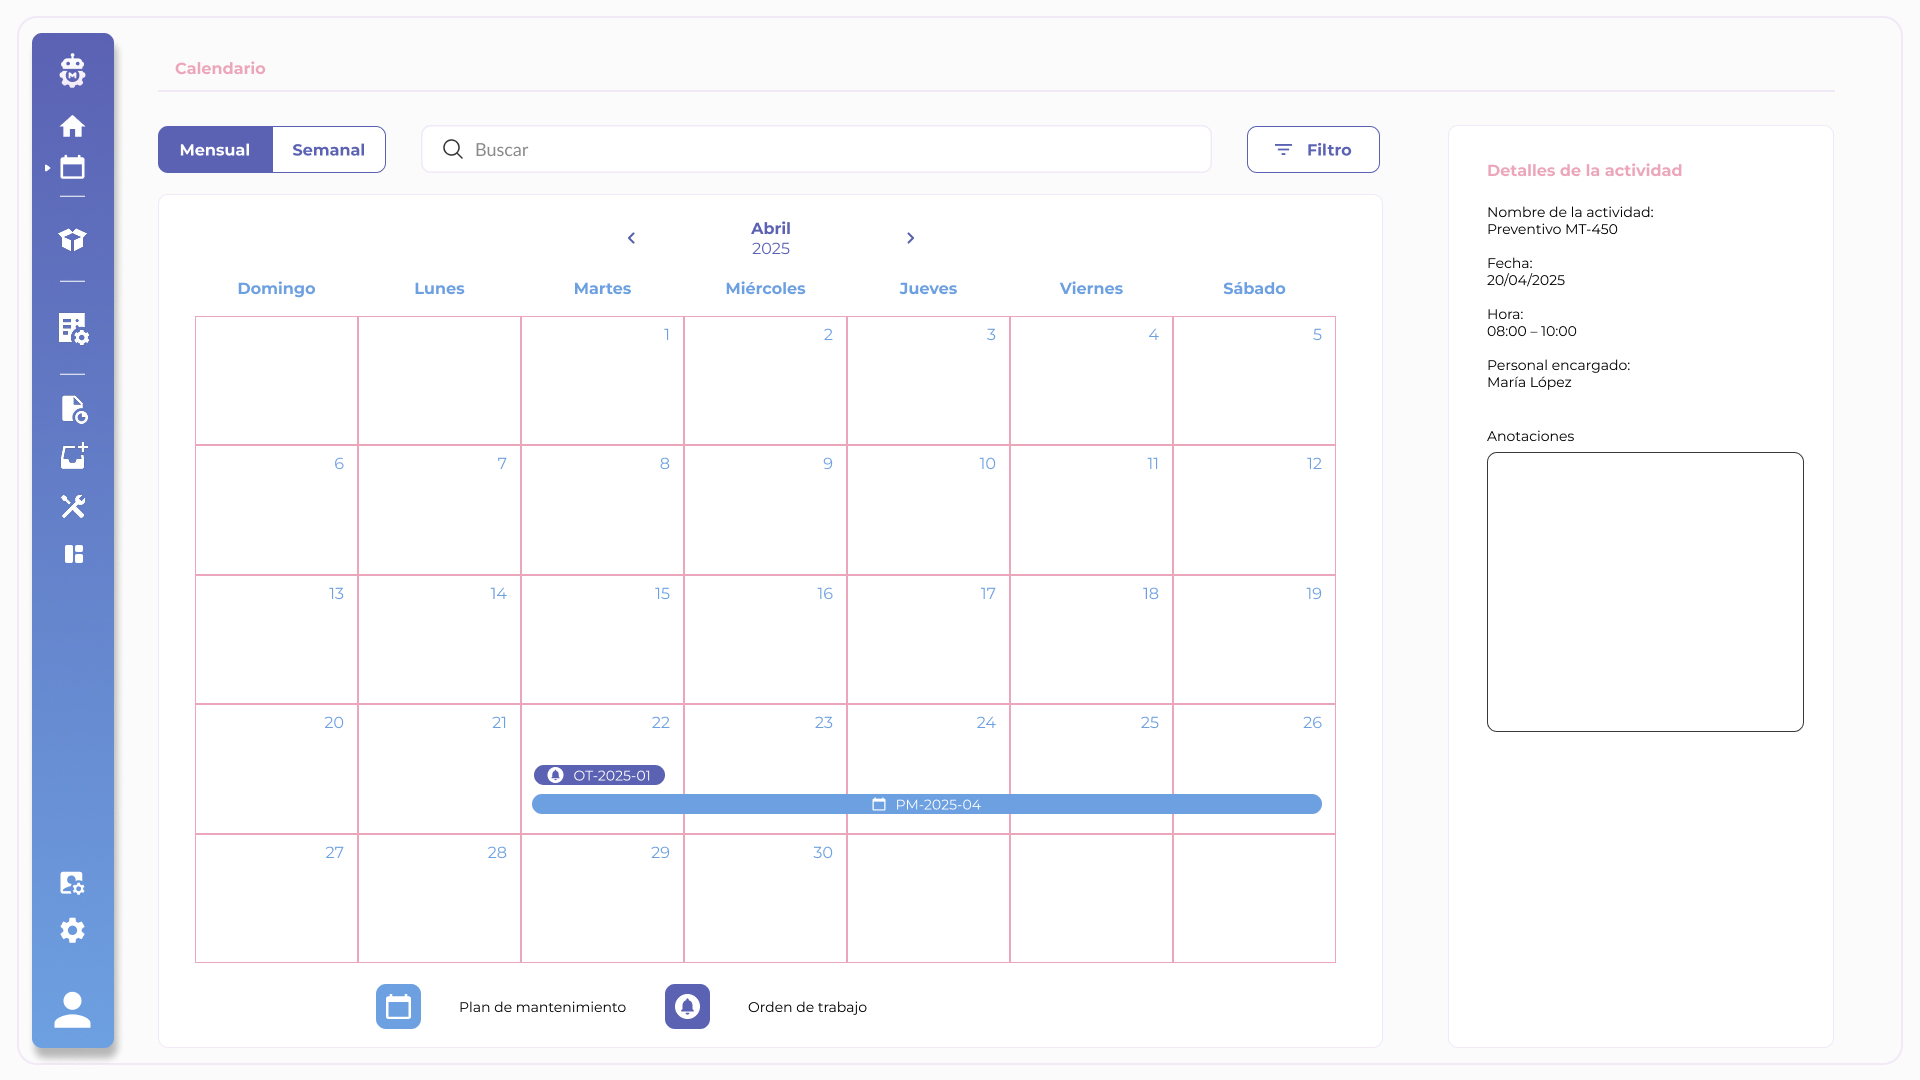 Calendario
Mensual
Semanal
Buscar
Filtro
Abril
2025
Domingo Lunes Martes Miércoles Jueves Viernes Sábado
1 2 3 4 5
6 7 8 9 10 11 12
13 14 15 16 17 18 19
20 21 22 23 24 25 26
OT-2025-01
PM-2025-04
27 28 29 30
Plan de mantenimiento
Orden de trabajo
Detalles de la actividad
Nombre de la actividad:
Preventivo MT-450
Fecha:
20/04/2025
Hora:
08:00 – 10:00
Personal encargado:
María López
Anotaciones